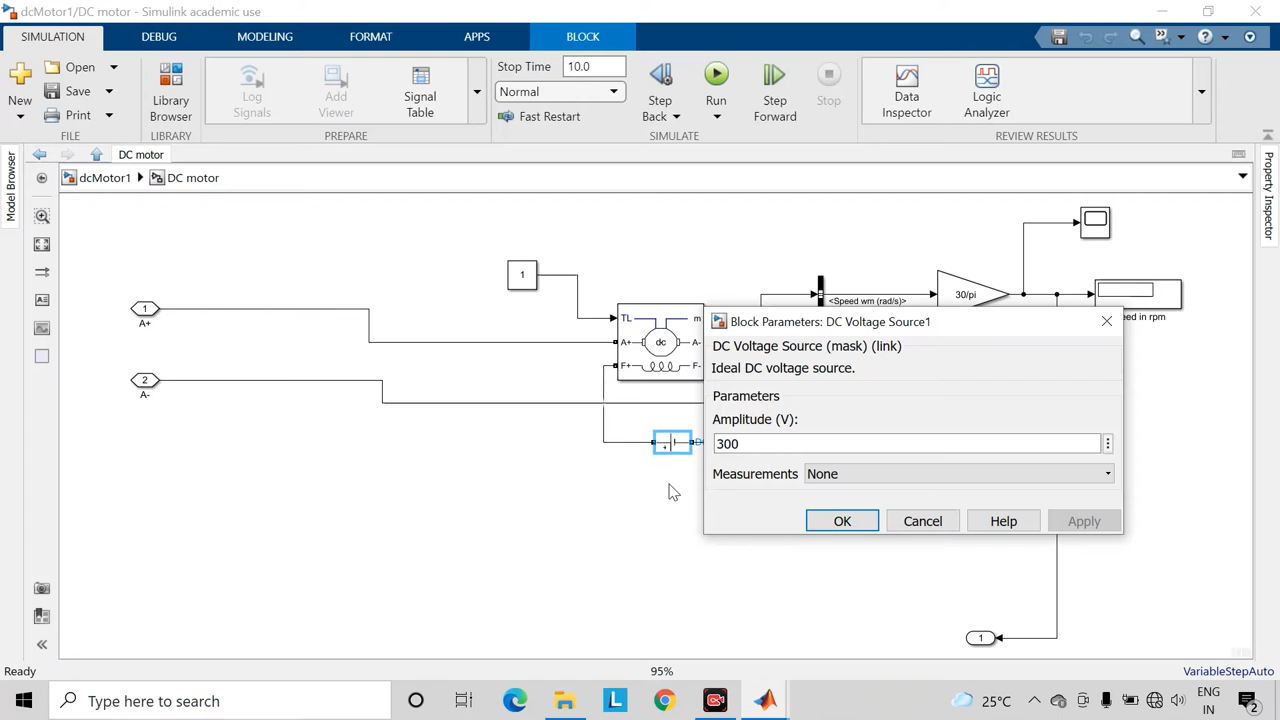 dcMotor1/DC motor - Simulink academic use
SIMULATION DEBUG MODELING FORMAT APPS BLOCK
New
Open
Save
Print
FILE
Library Browser
LIBRARY
Log Signals
Add Viewer
Signal Table
PREPARE
Stop Time 10.0
Normal
Fast Restart
Step Back
Run
Step Forward
Stop
SIMULATE
Data Inspector
Logic Analyzer
REVIEW RESULTS
DC motor
dcMotor1 DC motor
Model Browser
Property Inspector
1
A+
2
A-
1
TL m
A+ dc A-
F+ F-
<Speed wm (rad/s)>
30/pi
ed in rpm
1
Block Parameters: DC Voltage Source1
DC Voltage Source (mask) (link)
Ideal DC voltage source.
Parameters
Amplitude (V):
300
Measurements None
OK Cancel Help Apply
Ready 95% VariableStepAuto
Type here to search
L
25°C
ENG
IN
2